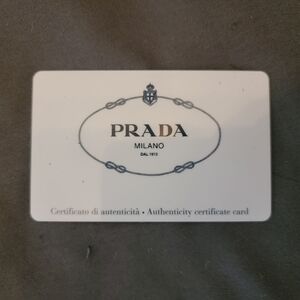 PRADA
MILANO
DAL 1913
Certificato di autenticità • Authenticity certificate card